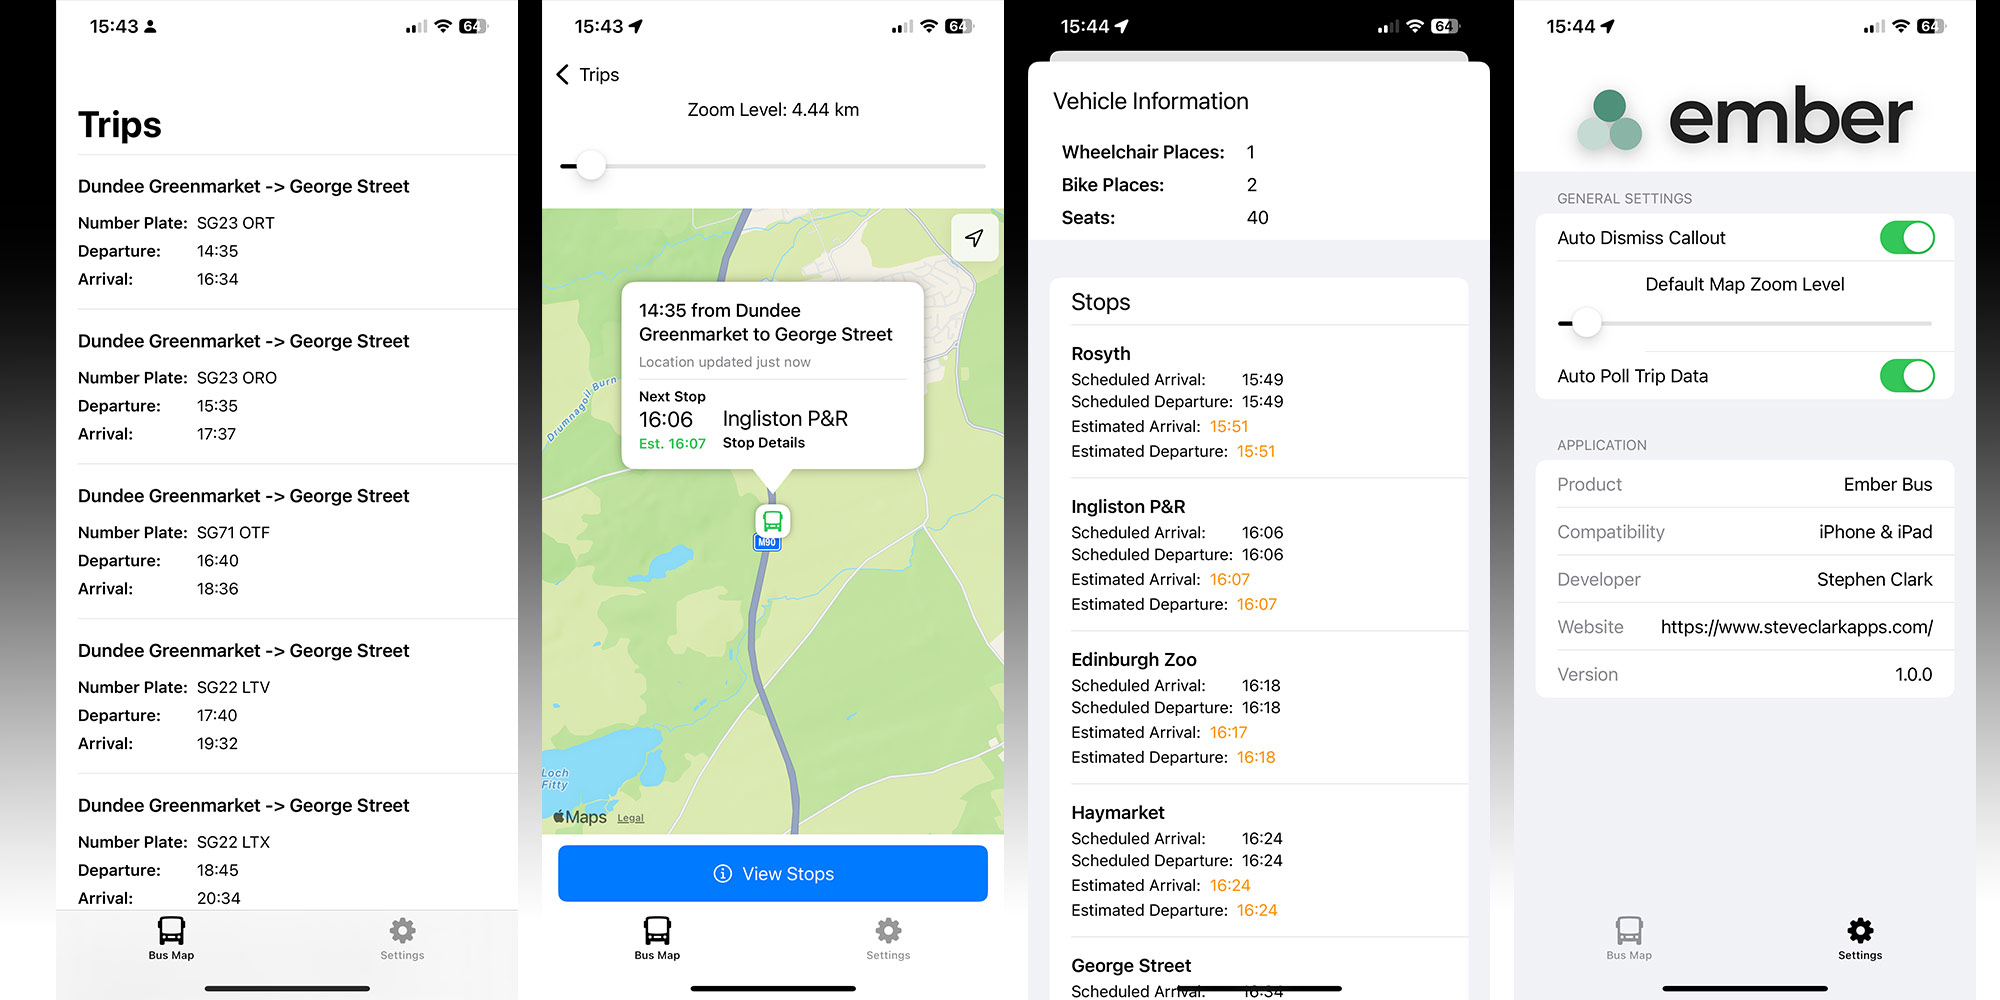 15:43
64
Trips
Dundee Greenmarket -> George Street
Number Plate: SG23 ORT
Departure: 14:35
Arrival: 16:34
Dundee Greenmarket -> George Street
Number Plate: SG23 ORO
Departure: 15:35
Arrival: 17:37
Dundee Greenmarket -> George Street
Number Plate: SG71 OTF
Departure: 16:40
Arrival: 18:36
Dundee Greenmarket -> George Street
Number Plate: SG22 LTV
Departure: 17:40
Arrival: 19:32
Dundee Greenmarket -> George Street
Number Plate: SG22 LTX
Departure: 18:45
Arrival: 20:34
Bus Map
Settings
15:43
64
Trips
Zoom Level: 4.44 km
14:35 from Dundee
Greenmarket to George Street
Location updated just now
Next Stop
16:06 Ingliston P&R
Est. 16:07 Stop Details
Drumnagoil Burn
M90
Loch
Fitty
Maps Legal
View Stops
Bus Map
Settings
15:44
64
Vehicle Information
Wheelchair Places: 1
Bike Places: 2
Seats: 40
Stops
Rosyth
Scheduled Arrival: 15:49
Scheduled Departure: 15:49
Estimated Arrival: 15:51
Estimated Departure: 15:51
Ingliston P&R
Scheduled Arrival: 16:06
Scheduled Departure: 16:06
Estimated Arrival: 16:07
Estimated Departure: 16:07
Edinburgh Zoo
Scheduled Arrival: 16:18
Scheduled Departure: 16:18
Estimated Arrival: 16:17
Estimated Departure: 16:18
Haymarket
Scheduled Arrival: 16:24
Scheduled Departure: 16:24
Estimated Arrival: 16:24
Estimated Departure: 16:24
George Street
Scheduled Arrival: 16:34
15:44
64
ember
GENERAL SETTINGS
Auto Dismiss Callout
Default Map Zoom Level
Auto Poll Trip Data
APPLICATION
Product Ember Bus
Compatibility iPhone & iPad
Developer Stephen Clark
Website https://www.steveclarkapps.com/
Version 1.0.0
Bus Map
Settings